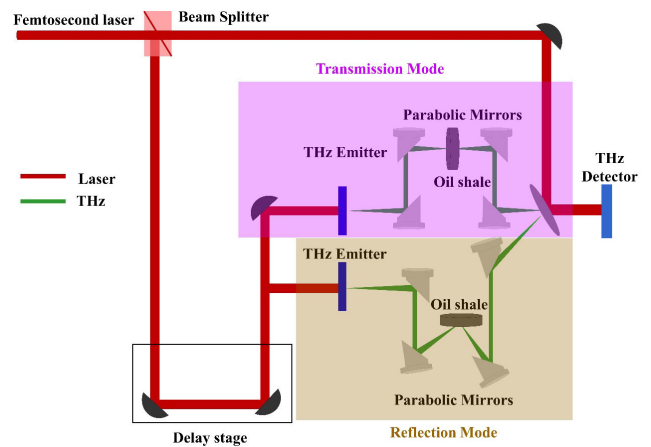 Femtosecond laser
Beam Splitter
Transmission Mode
Parabolic Mirrors
THz Emitter
THz
Detector
Oil shale
Laser
THz
THz Emitter
Oil shale
Parabolic Mirrors
Delay stage
Reflection Mode